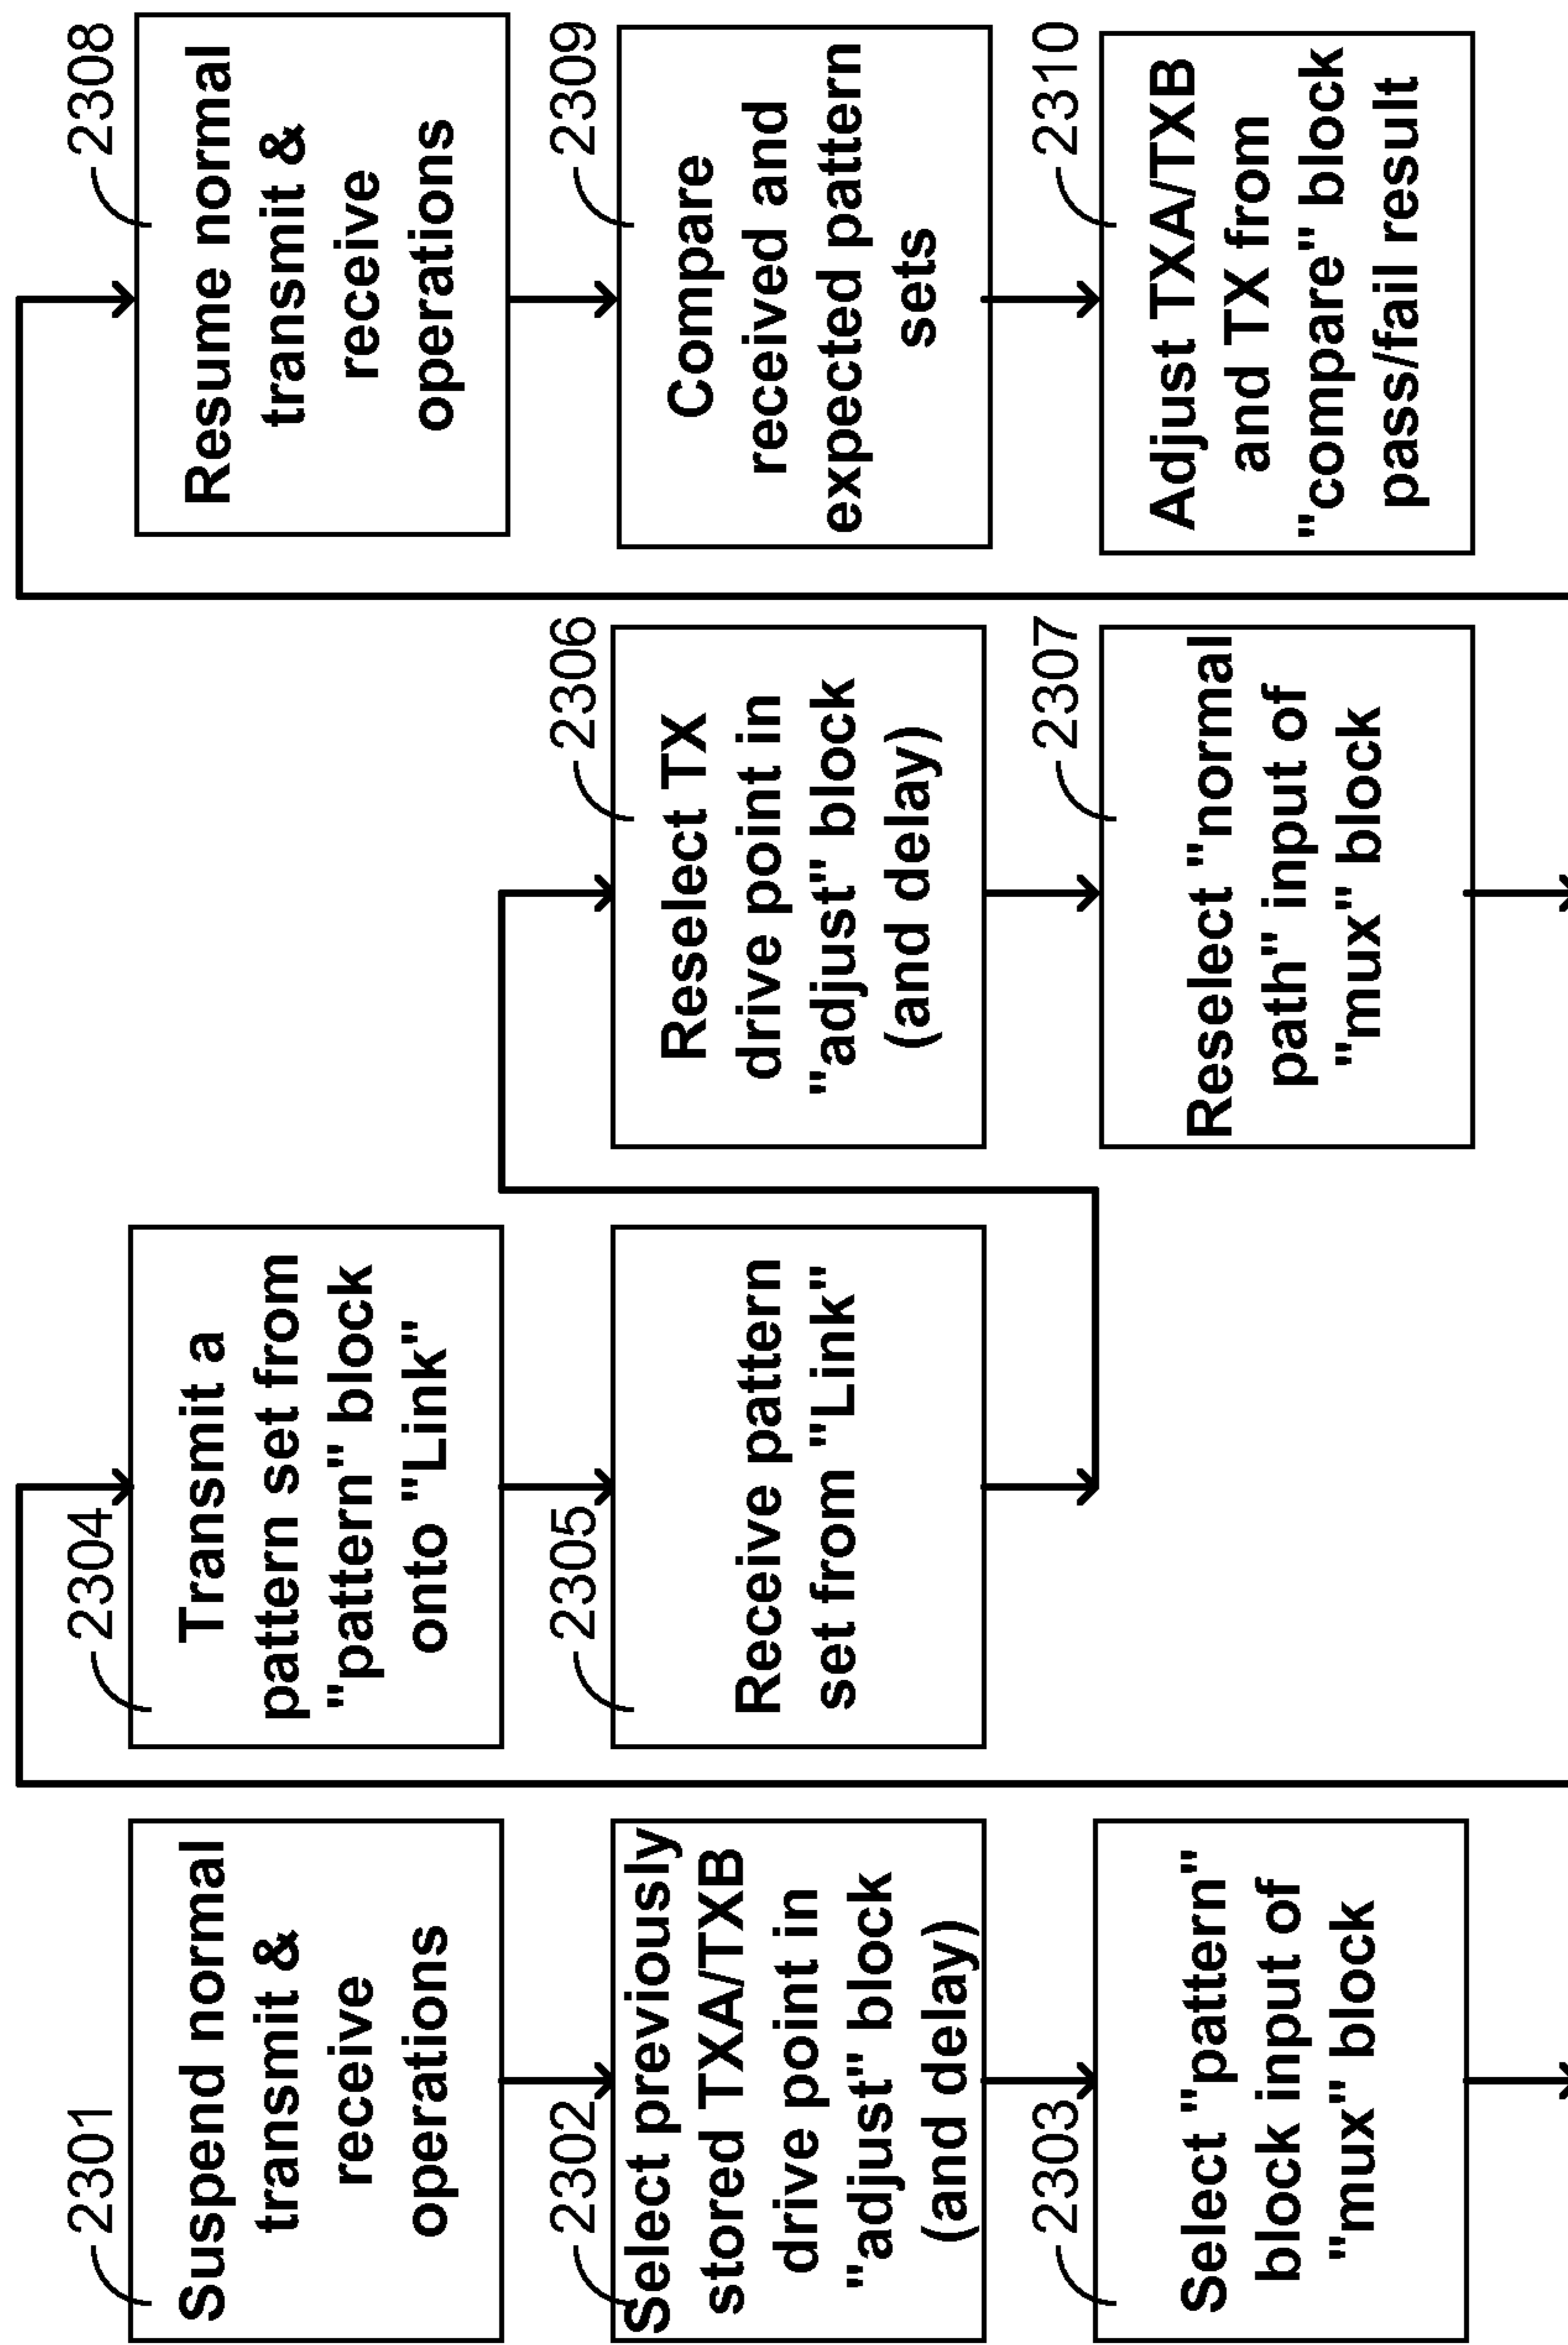 2301
Suspend normal
transmit &
receive
operations
2302
Select previously
stored TXA/TXB
drive point in
"adjust" block
(and delay)
2303
Select "pattern"
block input of
"mux" block
2304
Transmit a
pattern set from
"pattern" block
onto "Link"
2305
Receive pattern
set from "Link"
2306
Reselect TX
drive point in
"adjust" block
(and delay)
2307
Reselect "normal
path" input of
"mux" block
2308
Resume normal
transmit &
receive
operations
2309
Compare
received and
expected pattern
sets
2310
Adjust TXA/TXB
and TX from
"compare" block
pass/fail result